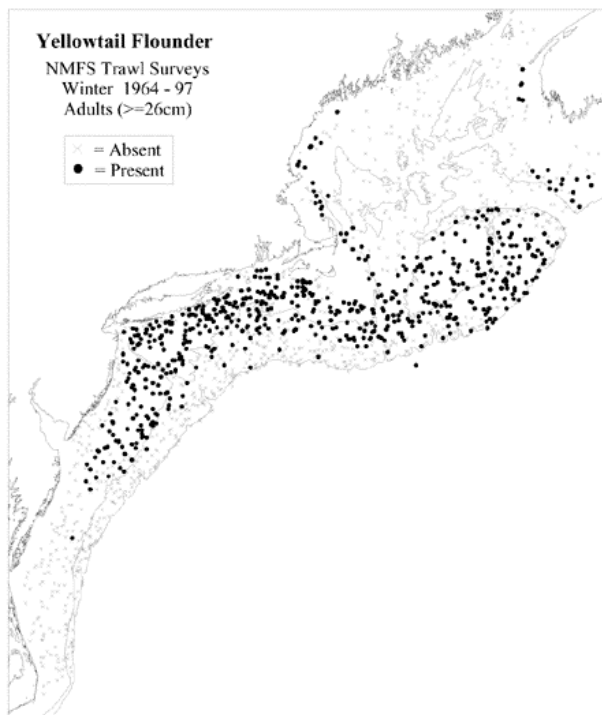 Yellowtail Flounder
NMFS Trawl Surveys
Winter 1964 - 97
Adults (>=26cm)
× = Absent
● = Present